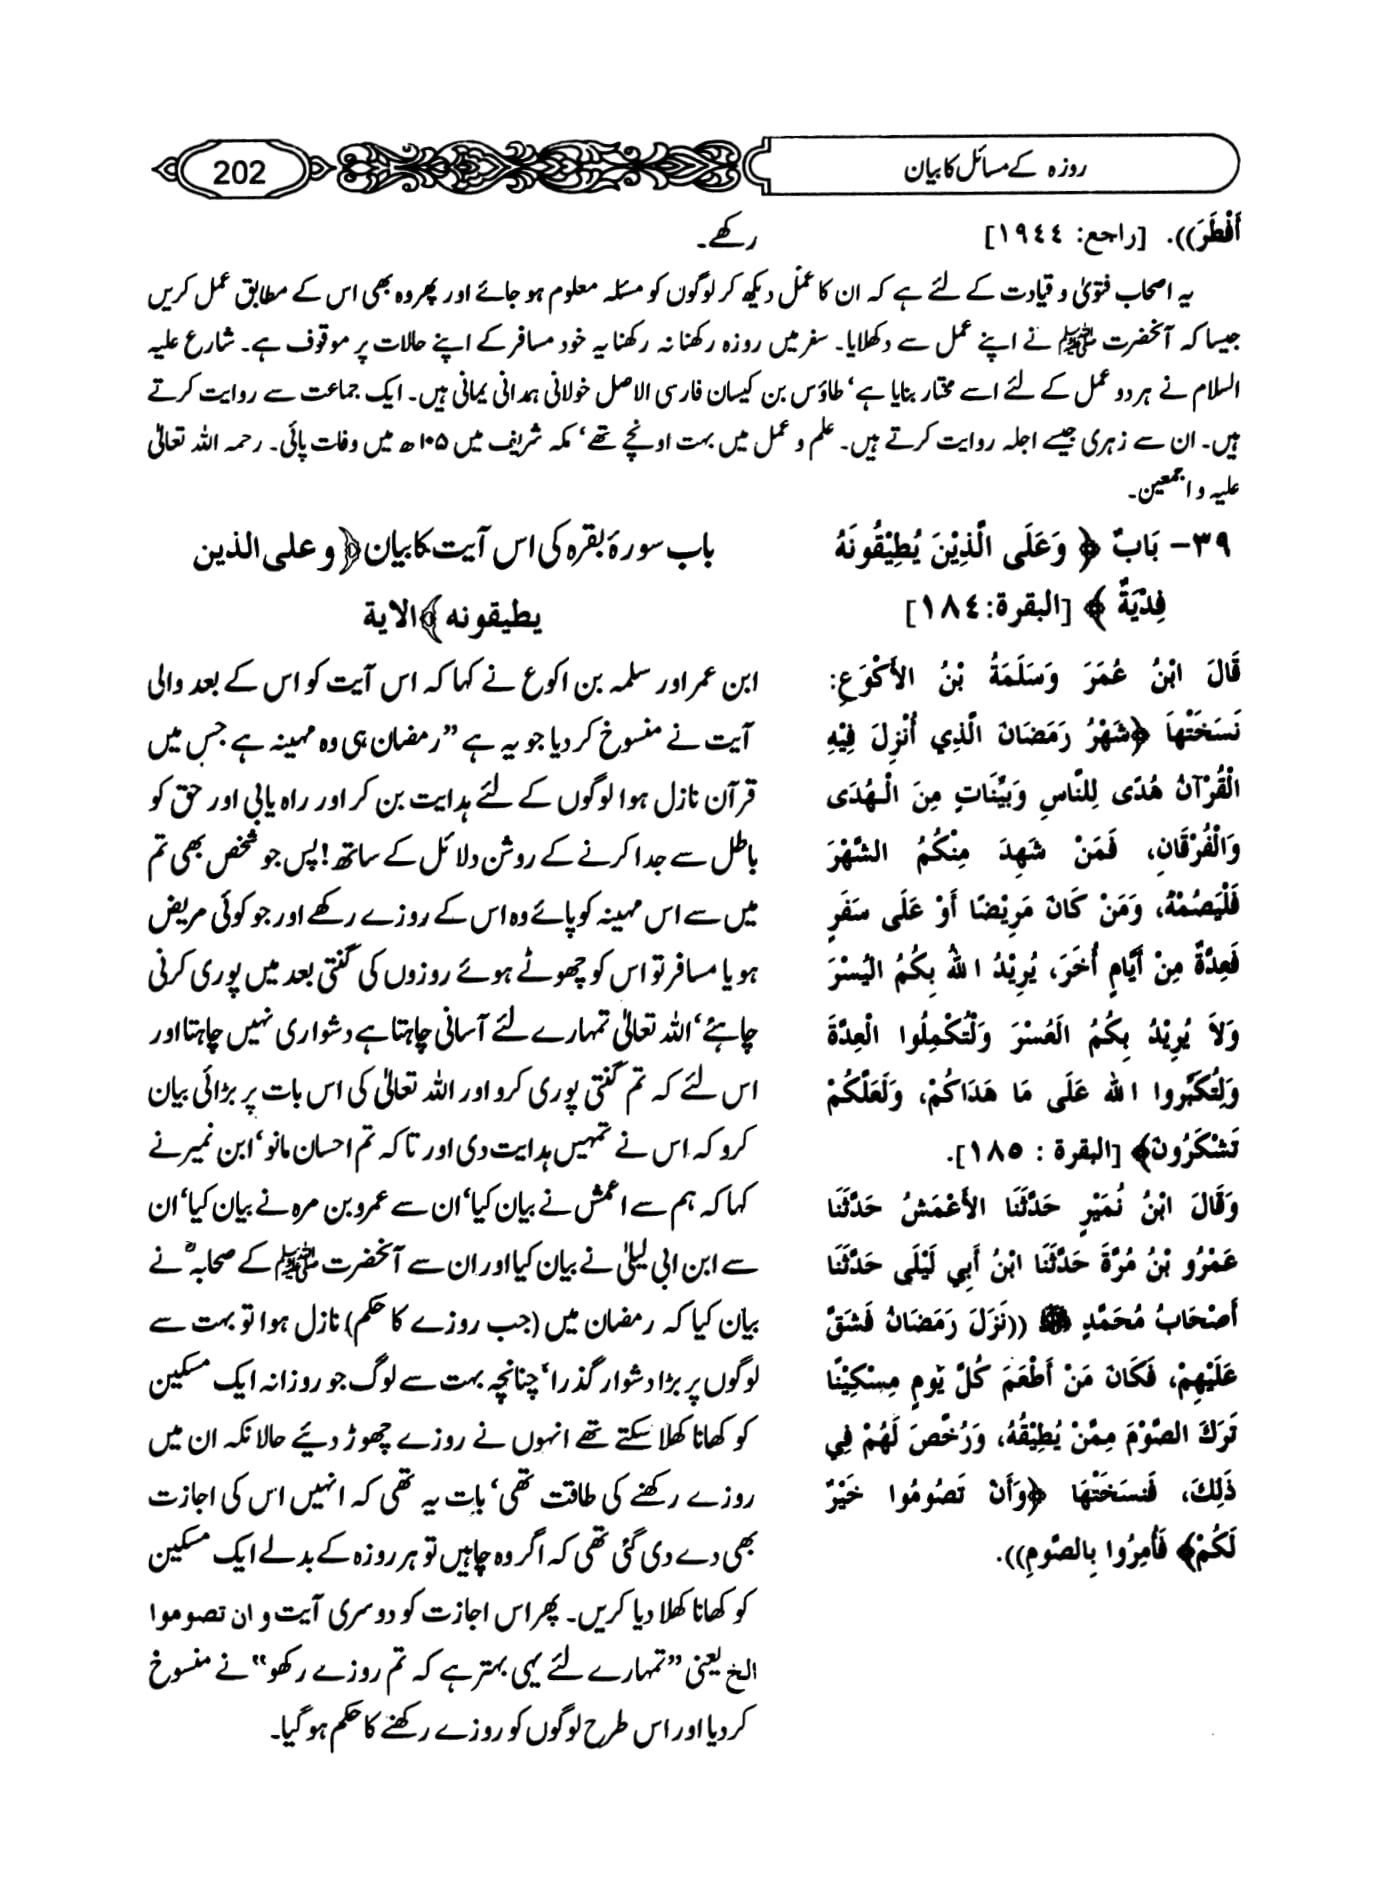 روزہ کے مسائل کا بیان
202
أَفْطَرَ)). [راجع: ١٩٤٤]
رکھے۔
یہ اصحاب فتویٰ و قیادت کے لئے ہے کہ ان کا عمل دیکھ کر لوگوں کو مسئلہ معلوم ہو جائے اور پھر وہ بھی اس کے مطابق عمل کریں
جیسا کہ آنحضرت ﷺ نے اپنے عمل سے دکھلایا۔ سفر میں روزہ رکھنا نہ رکھنا یہ خود مسافر کے اپنے حالات پر موقوف ہے۔ شارع علیہ
السلام نے ہر دو عمل کے لئے اسے مختار بنایا ہے‘ طاؤس بن کیسان فارسی الاصل خولانی ہمدانی یمانی ہیں۔ ایک جماعت سے روایت کرتے
ہیں۔ ان سے زہری جیسے اجلہ روایت کرتے ہیں۔ علم و عمل میں بہت اونچے تھے‘ مکہ شریف میں ۱۰۵ھ میں وفات پائی۔ رحمہ اللہ تعالیٰ
علیہ و اجمعین۔
٣٩- بَابٌ ﴿ وَعَلَى الَّذِيْنَ يُطِيْقُونَهُ
فِدْيَةٌ ﴾ [البقرة: ١٨٤]
قَالَ ابْنُ عُمَرَ وَسَلَمَةُ بْنُ الأَكْوَعِ:
نَسَخَتْهَا ﴿شَهْرُ رَمَضَانَ الَّذِي أُنْزِلَ فِيْهِ
الْقُرْآنُ هُدًى لِلنَّاسِ وَبَيِّنَاتٍ مِنَ الْهُدَى
وَالْفُرْقَانِ، فَمَنْ شَهِدَ مِنْكُمُ الشَّهْرَ
فَلْيَصُمْهُ، وَمَنْ كَانَ مَرِيْضًا أَوْ عَلَى سَفَرٍ
فَعِدَّةٌ مِنْ أَيَّامٍ أُخَرَ، يُرِيْدُ اللهُ بِكُمُ الْيُسْرَ
وَلاَ يُرِيْدُ بِكُمُ الْعُسْرَ وَلْتُكْمِلُوا الْعِدَّةَ
وَلِتُكَبِّرُوا اللهَ عَلَى مَا هَدَاكُمْ، وَلَعَلَّكُمْ
تَشْكُرُونَ﴾ [البقرة : ١٨٥].
وَقَالَ ابْنُ نُمَيْرٍ حَدَّثَنَا الأَعْمَشُ حَدَّثَنَا
عَمْرُو بْنُ مُرَّةَ حَدَّثَنَا ابْنُ أَبِي لَيْلَى حَدَّثَنَا
أَصْحَابُ مُحَمَّدٍ ﷺ ((نَزَلَ رَمَضَانُ فَشَقَّ
عَلَيْهِمْ، فَكَانَ مَنْ أَطْعَمَ كُلَّ يَومٍ مِسْكِيْنًا
تَرَكَ الصَّوْمَ مِمَّنْ يُطِيْقُهُ، وَرُخِّصَ لَهُمْ فِي
ذَلِكَ، فَنسَخَتْهَا ﴿وَأَنْ تَصُومُوا خَيْرٌ
لَكُمْ﴾ فَأُمِرُوا بِالصَّومِ)).
باب سورۂ بقرہ کی اس آیت کا بیان ﴿ و علی الذین
یطیقونه ﴾ الایة
ابن عمر اور سلمہ بن اکوع نے کہا کہ اس آیت کو اس کے بعد والی
آیت نے منسوخ کر دیا جو یہ ہے ”رمضان ہی وہ مہینہ ہے جس میں
قرآن نازل ہوا لوگوں کے لئے ہدایت بن کر اور راہ یابی اور حق کو
باطل سے جدا کرنے کے روشن دلائل کے ساتھ! پس جو شخص بھی تم
میں سے اس مہینہ کو پائے وہ اس کے روزے رکھے اور جو کوئی مریض
ہو یا مسافر تو اس کو چھوٹے ہوئے روزوں کی گنتی بعد میں پوری کرنی
چاہئے‘ اللہ تعالیٰ تمہارے لئے آسانی چاہتا ہے دشواری نہیں چاہتا اور
اس لئے کہ تم گنتی پوری کرو اور اللہ تعالیٰ کی اس بات پر بڑائی بیان
کرو کہ اس نے تمہیں ہدایت دی اور تاکہ تم احسان مانو‘ ابن نمیر نے
کہا کہ ہم سے اعمش نے بیان کیا‘ ان سے عمرو بن مرہ نے بیان کیا‘ ان
سے ابن ابی لیلیٰ نے بیان کیا اور ان سے آنحضرت ﷺ کے صحابہؓ نے
بیان کیا کہ رمضان میں (جب روزے کا حکم) نازل ہوا تو بہت سے
لوگوں پر بڑا دشوار گذرا‘ چنانچہ بہت سے لوگ جو روزانہ ایک مسکین
کو کھانا کھلا سکتے تھے انہوں نے روزے چھوڑ دیئے حالانکہ ان میں
روزے رکھنے کی طاقت تھی‘ بات یہ تھی کہ انہیں اس کی اجازت
بھی دے دی گئی تھی کہ اگر وہ چاہیں تو ہر روزہ کے بدلے ایک مسکین
کو کھانا کھلا دیا کریں۔ پھر اس اجازت کو دوسری آیت و ان تصوموا
الخ یعنی ”تمہارے لئے یہی بہتر ہے کہ تم روزے رکھو“ نے منسوخ
کر دیا اور اس طرح لوگوں کو روزے رکھنے کا حکم ہو گیا۔